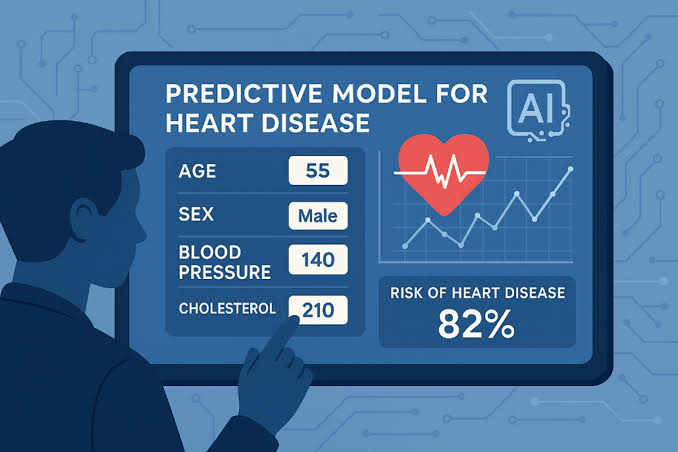 PREDICTIVE MODEL FOR
HEART DISEASE
AI
AGE 55
SEX Male
BLOOD
PRESSURE 140
CHOLESTEROL 210
RISK OF HEART DISEASE
82%